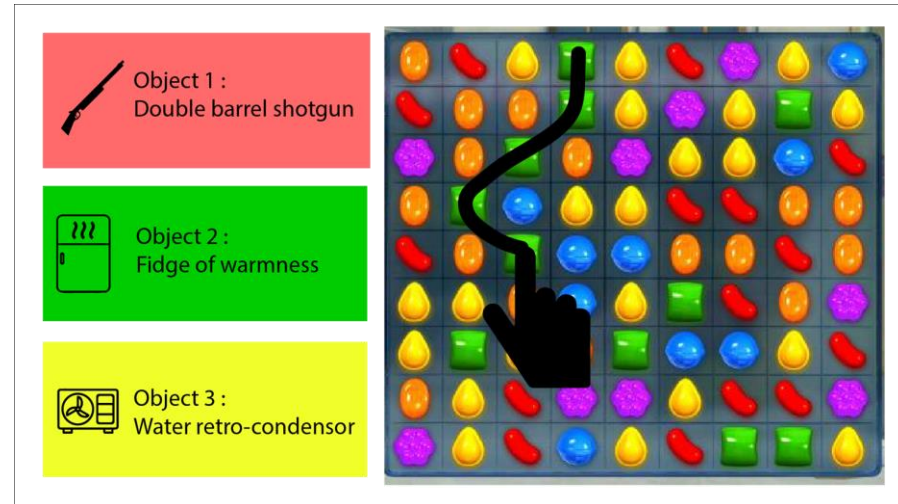 Object 1 :
Double barrel shotgun
Object 2 :
Fidge of warmness
Object 3 :
Water retro-condensor